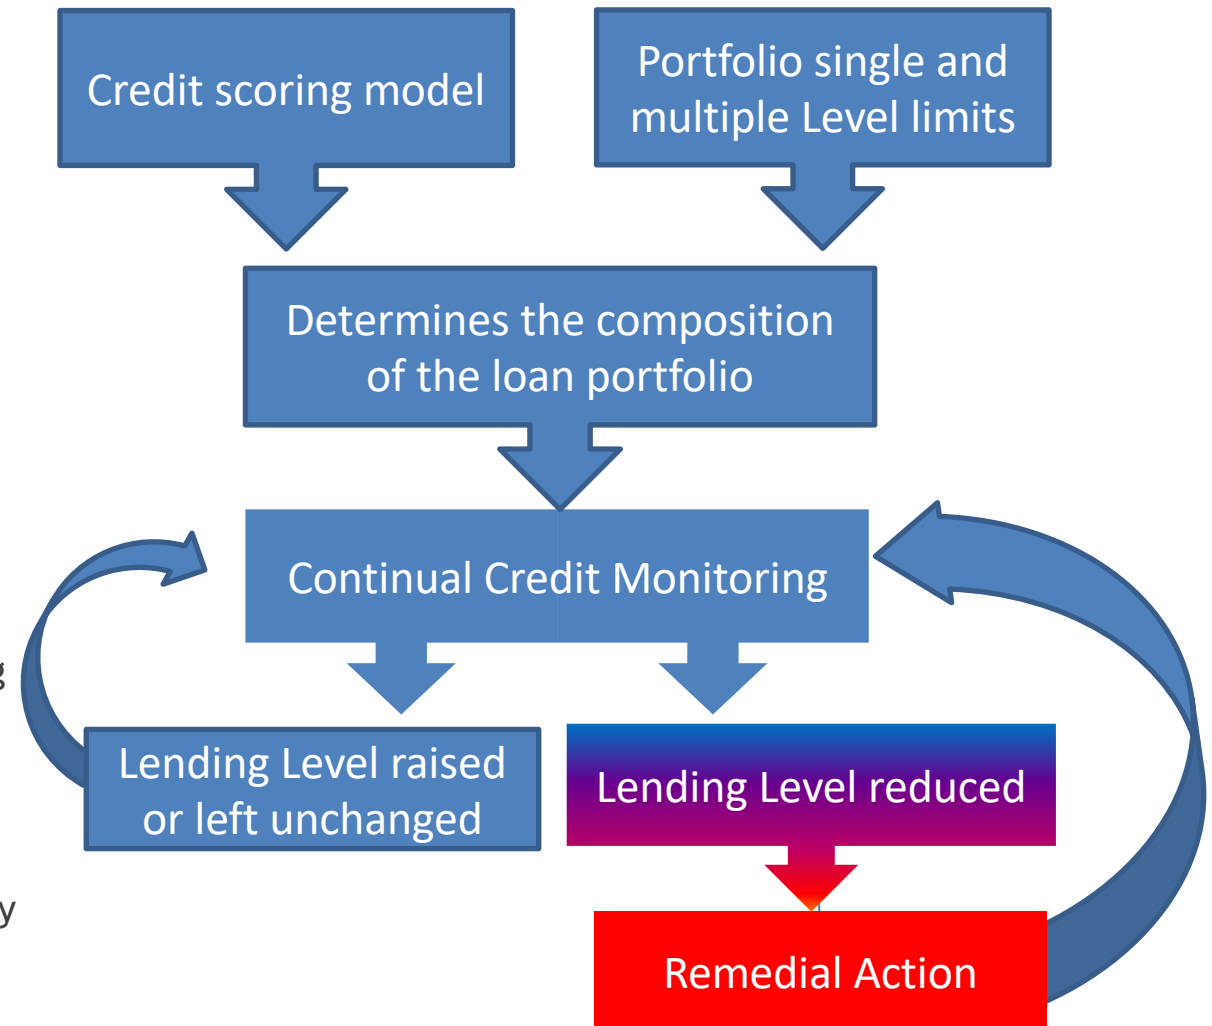 Credit scoring model
Portfolio single and
multiple Level limits
Determines the composition
of the loan portfolio
Continual Credit Monitoring
g
Lending Level raised
or left unchanged
Lending Level reduced
y
Remedial Action